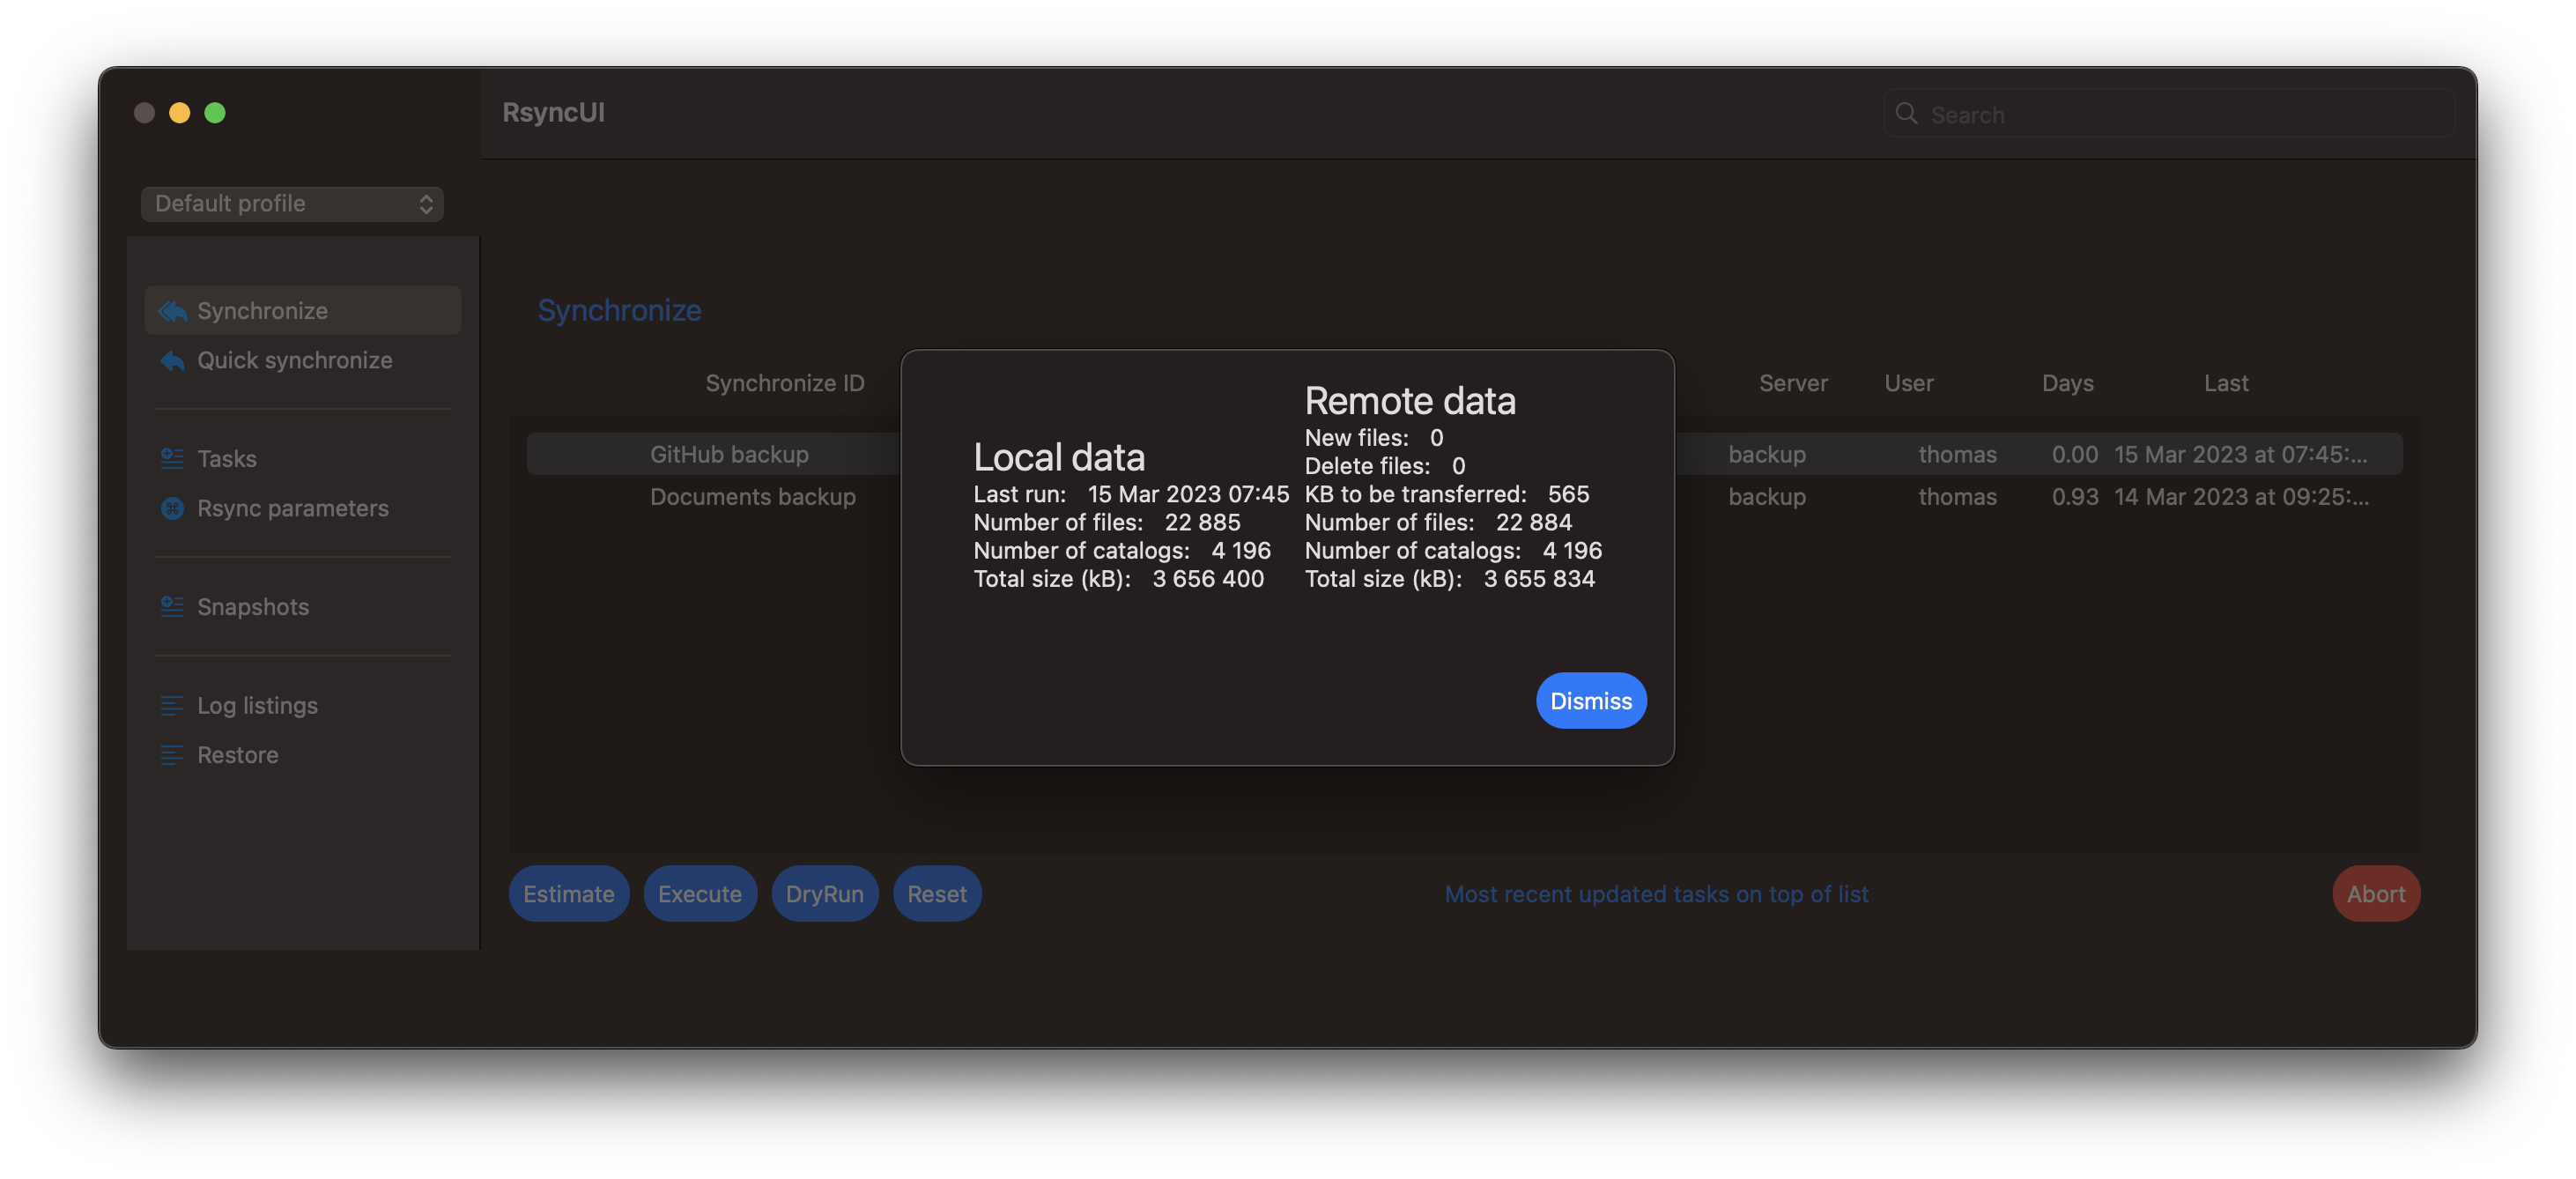 RsyncUI
Search
Default profile
Synchronize
Quick synchronize
Tasks
Rsync parameters
Snapshots
Log listings
Restore
Synchronize
Synchronize ID Server User Days Last
GitHub backup backup thomas 0.00 15 Mar 2023 at 07:45:...
Documents backup backup thomas 0.93 14 Mar 2023 at 09:25:...
Local data
Last run: 15 Mar 2023 07:45
Number of files: 22 885
Number of catalogs: 4 196
Total size (kB): 3 656 400
Remote data
New files: 0
Delete files: 0
KB to be transferred: 565
Number of files: 22 884
Number of catalogs: 4 196
Total size (kB): 3 655 834
Dismiss
Estimate Execute DryRun Reset Most recent updated tasks on top of list Abort